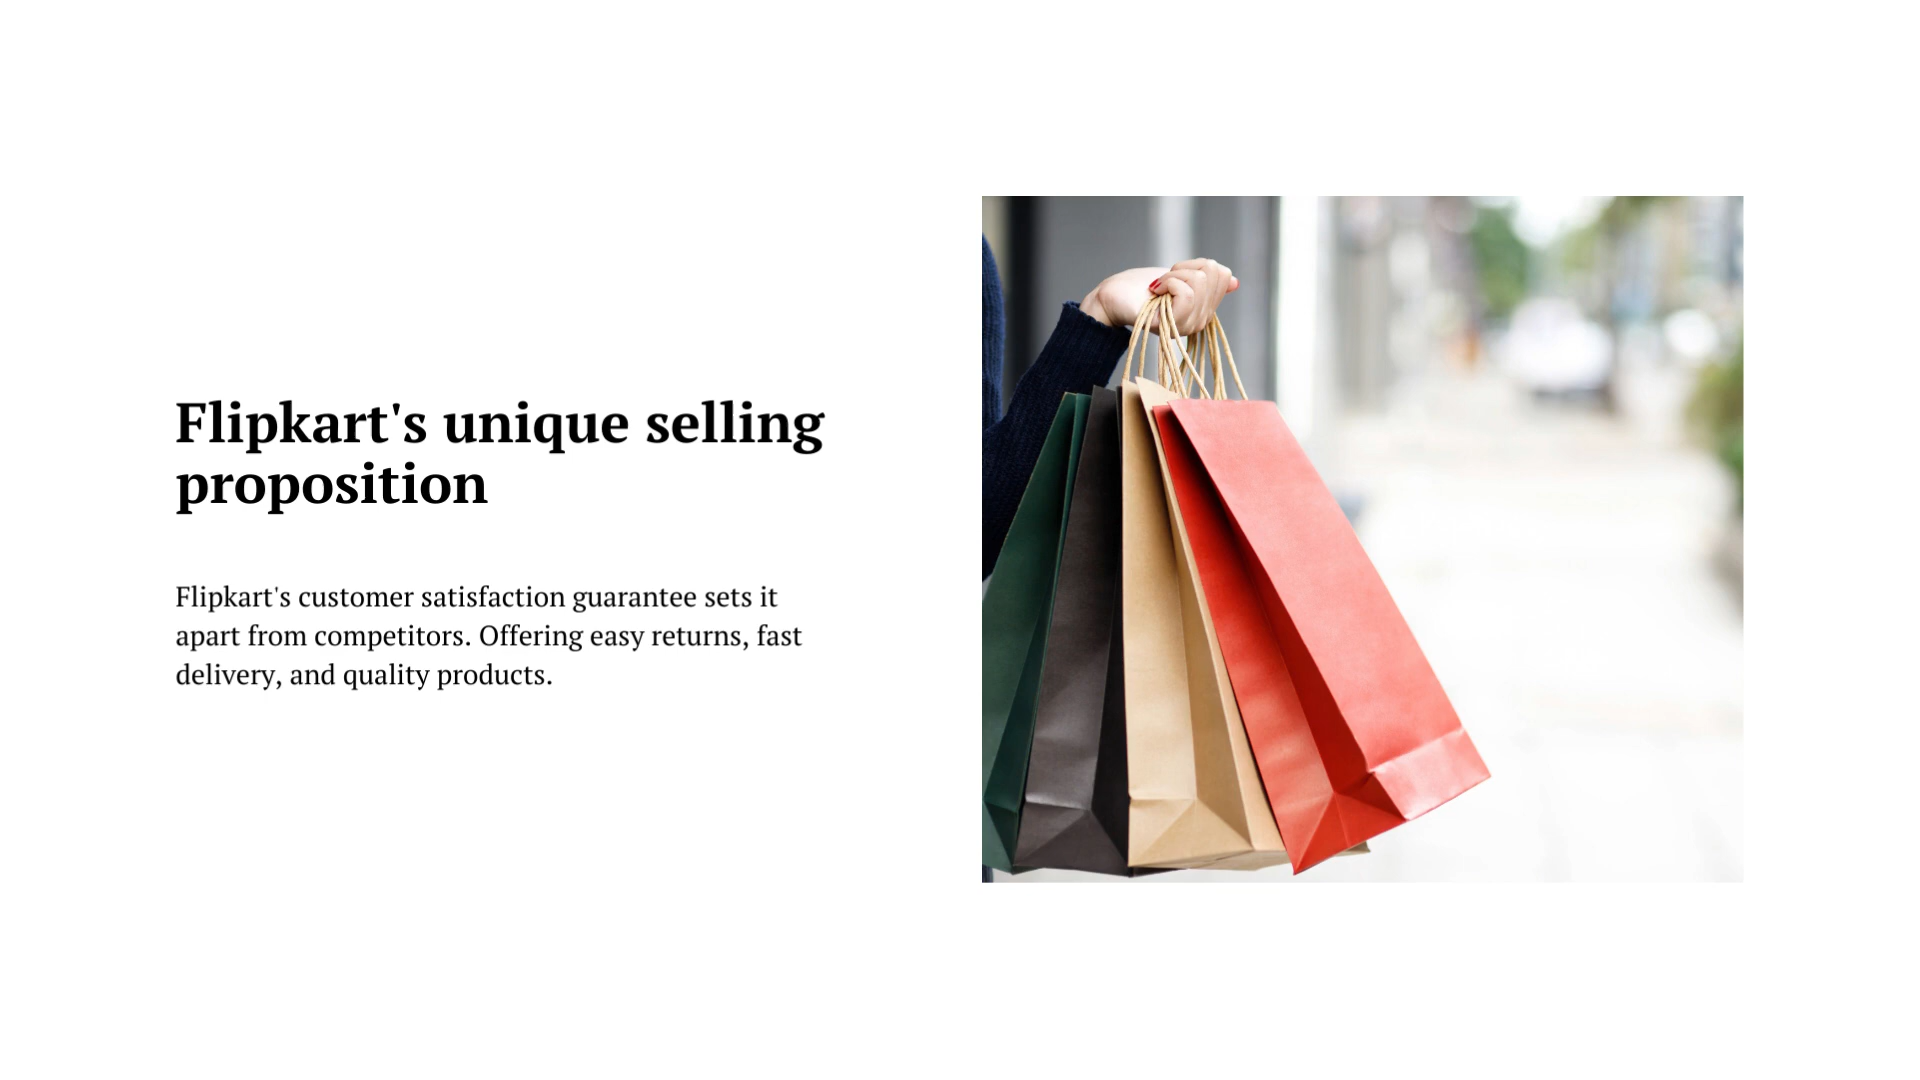 Flipkart's unique selling
proposition
Flipkart's customer satisfaction guarantee sets it
apart from competitors. Offering easy returns, fast
delivery, and quality products.